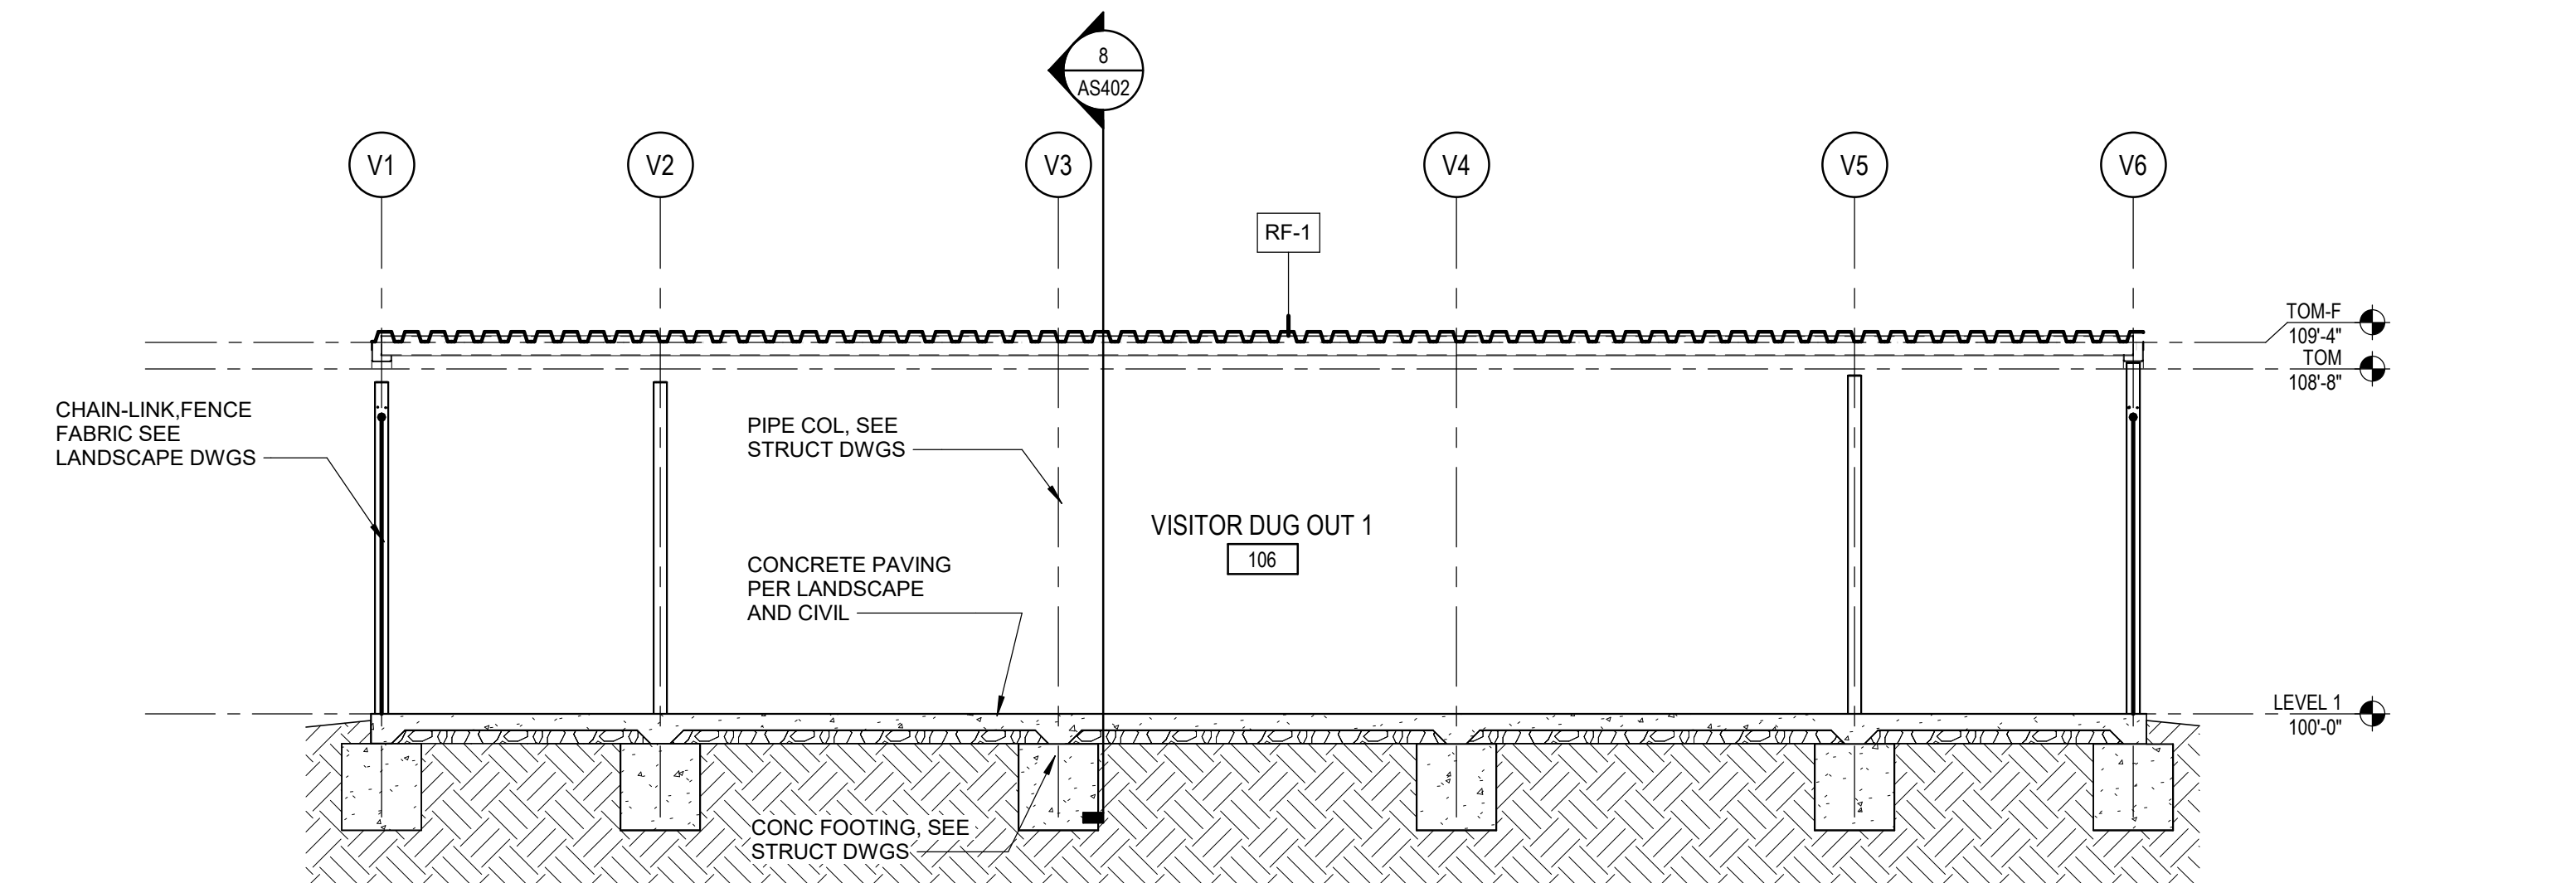 8
AS402
V1
V2
V3
V4
V5
V6
RF-1
TOM-F
109'-4"
TOM
108'-8"
CHAIN-LINK,FENCE
FABRIC SEE
LANDSCAPE DWGS
PIPE COL, SEE
STRUCT DWGS
VISITOR DUG OUT 1
106
CONCRETE PAVING
PER LANDSCAPE
AND CIVIL
LEVEL 1
100'-0"
CONC FOOTING, SEE
STRUCT DWGS